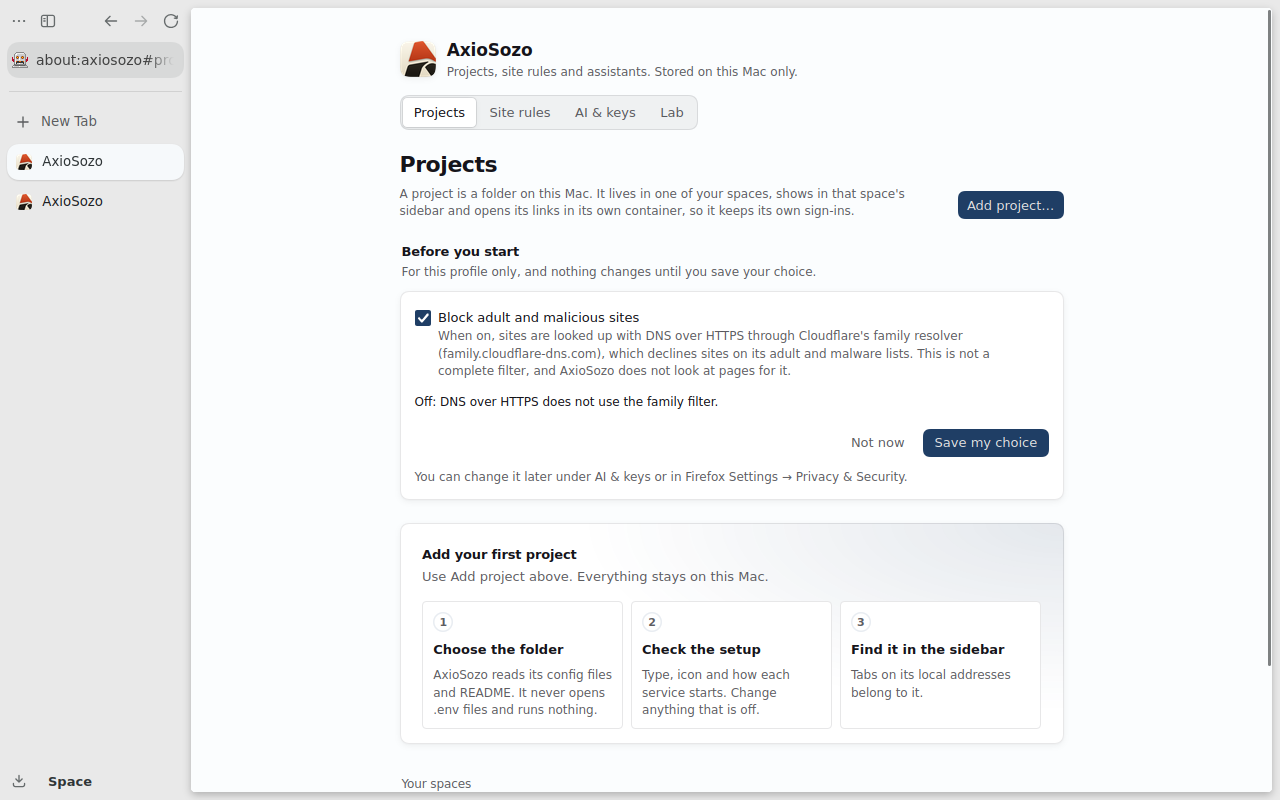 about:axiosozo#pro
New Tab
AxioSozo
AxioSozo
Space
AxioSozo
Projects, site rules and assistants. Stored on this Mac only.
Projects
Site rules
AI & keys
Lab
Projects
A project is a folder on this Mac. It lives in one of your spaces, shows in that space's
sidebar and opens its links in its own container, so it keeps its own sign-ins.
Add project...
Before you start
For this profile only, and nothing changes until you save your choice.
Block adult and malicious sites
When on, sites are looked up with DNS over HTTPS through Cloudflare's family resolver
(family.cloudflare-dns.com), which declines sites on its adult and malware lists. This is not a
complete filter, and AxioSozo does not look at pages for it.
Off: DNS over HTTPS does not use the family filter.
Not now
Save my choice
You can change it later under AI & keys or in Firefox Settings → Privacy & Security.
Add your first project
Use Add project above. Everything stays on this Mac.
1
Choose the folder
AxioSozo reads its config files
and README. It never opens
.env files and runs nothing.
2
Check the setup
Type, icon and how each
service starts. Change
anything that is off.
3
Find it in the sidebar
Tabs on its local addresses
belong to it.
Your spaces